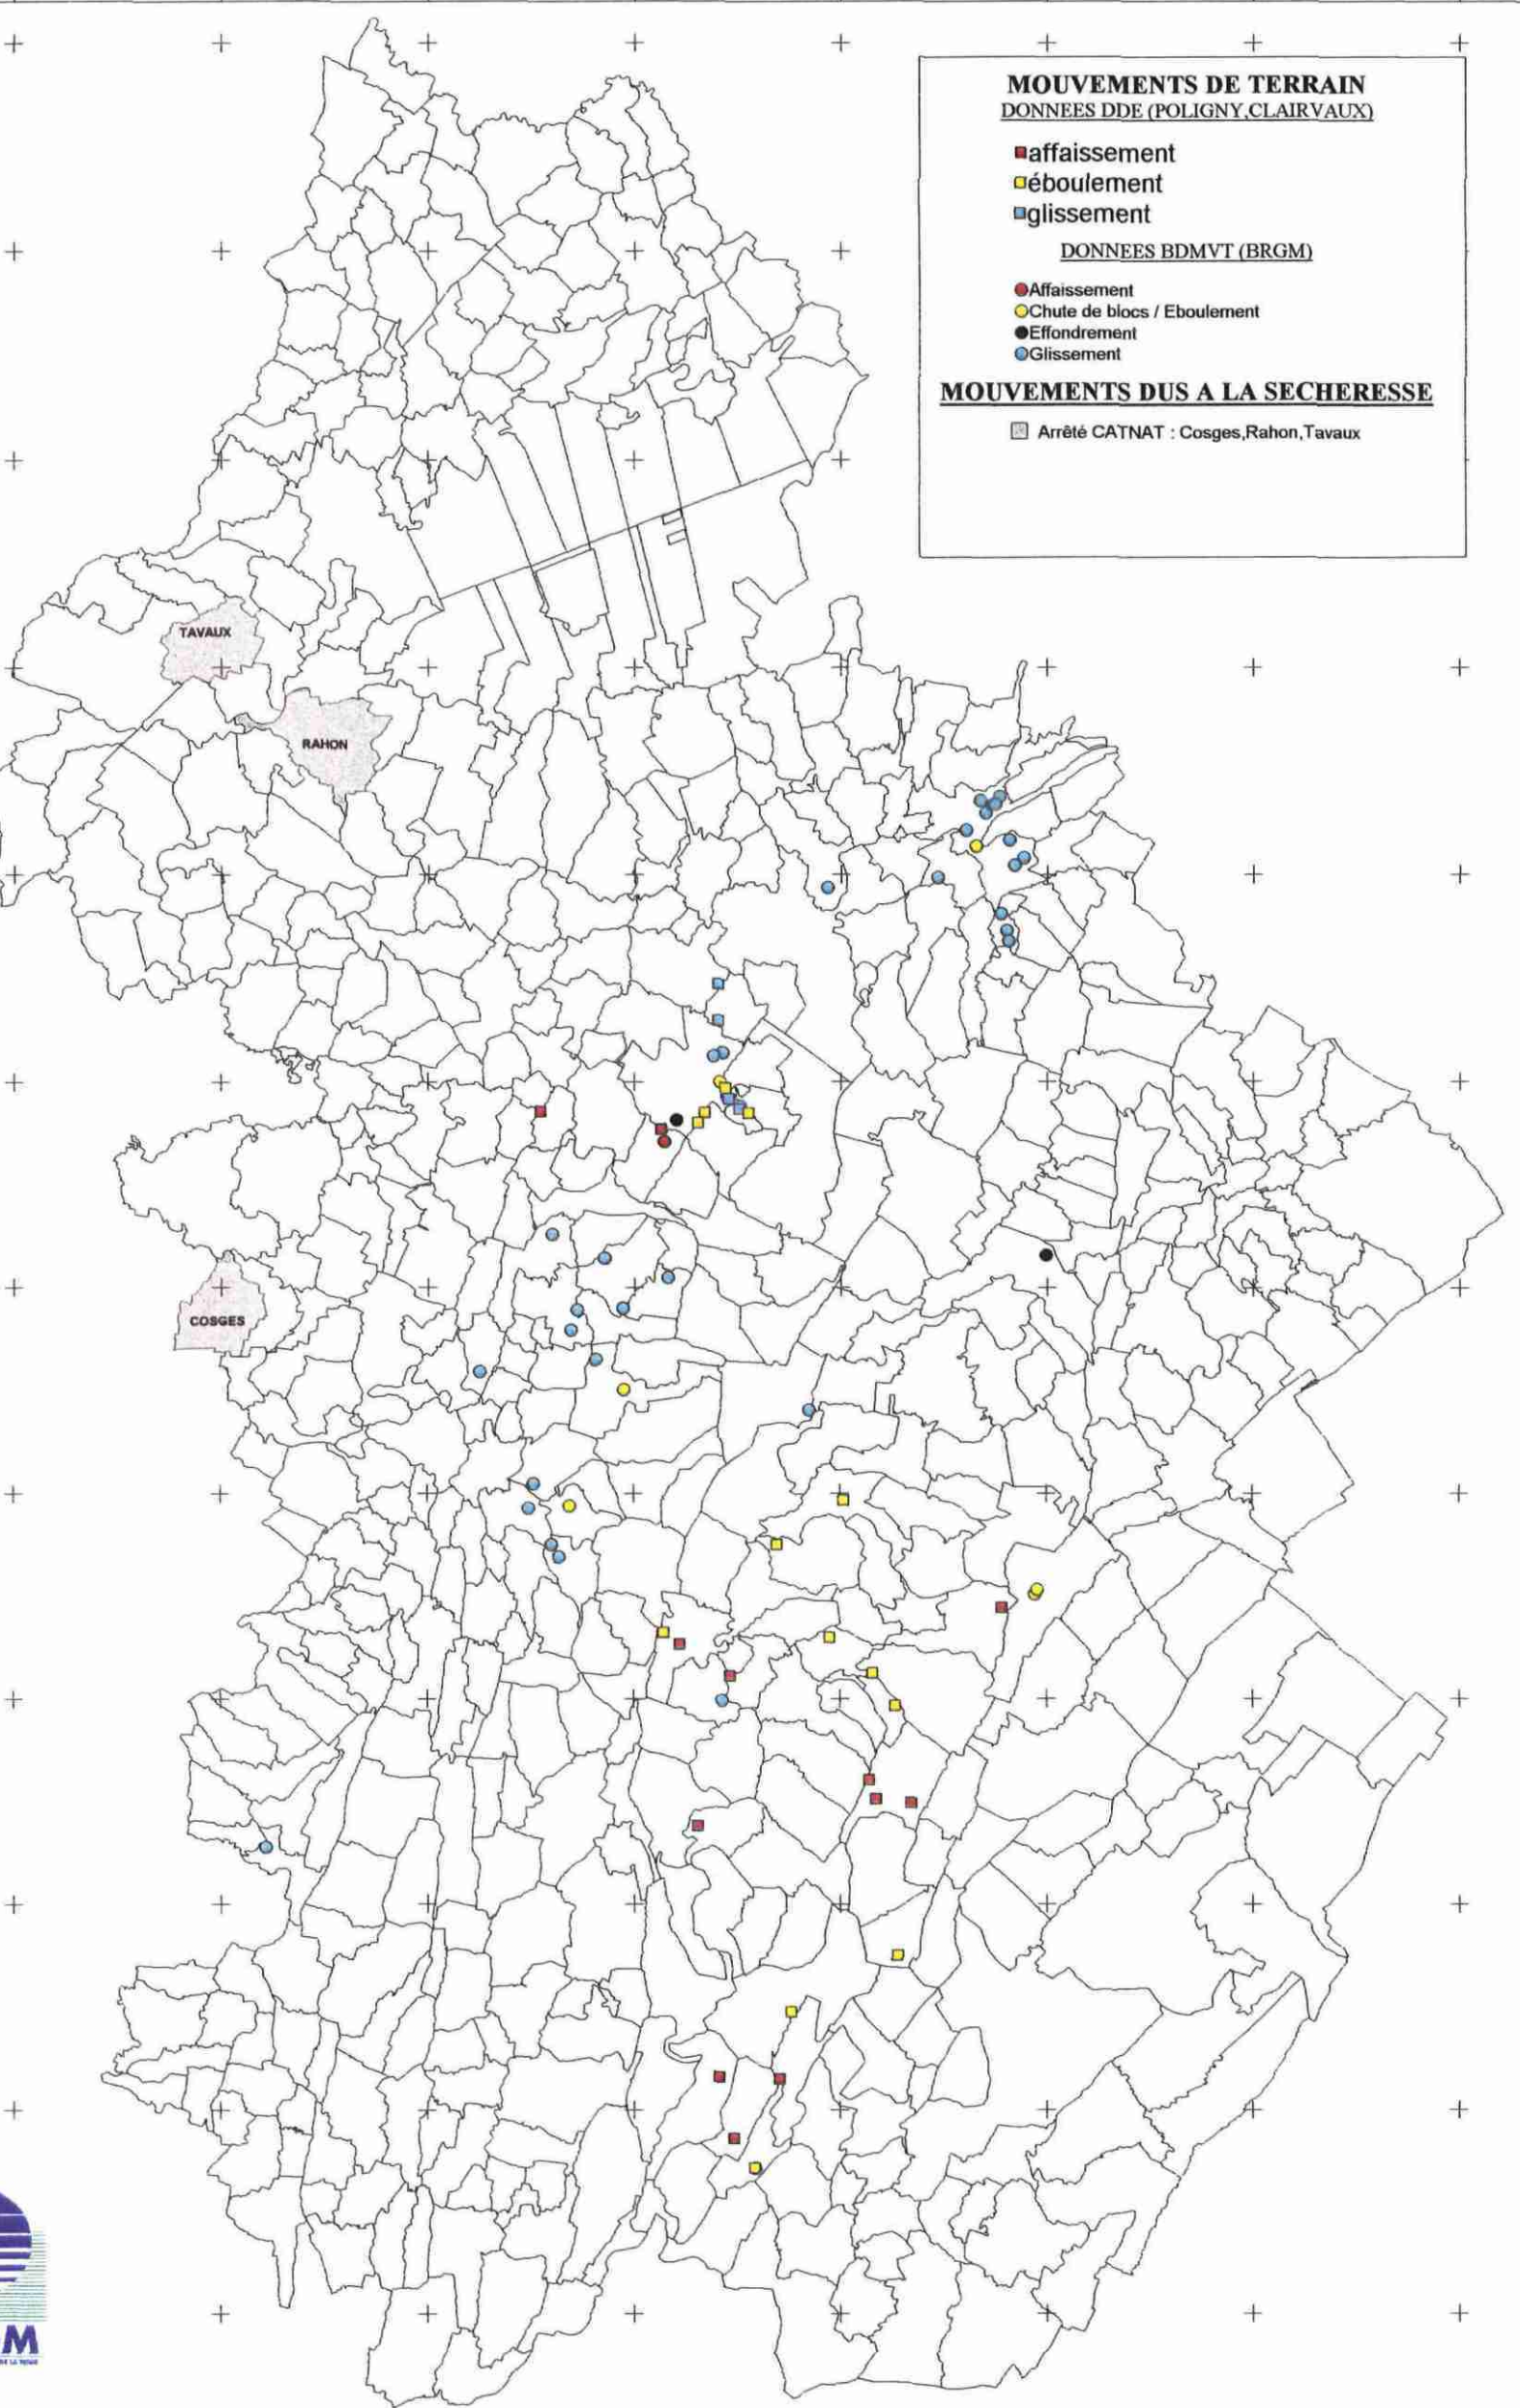 MOUVEMENTS DE TERRAIN
DONNEES DDE (POLIGNY,CLAIRVAUX)
affaissement
éboulement
glissement
DONNEES BDMVT (BRGM)
Affaissement
Chute de blocs / Eboulement
Effondrement
Glissement
MOUVEMENTS DUS A LA SECHERESSE
Arrêté CATNAT : Cosges,Rahon,Tavaux
TAVAUX
RAHON
COSGES
M